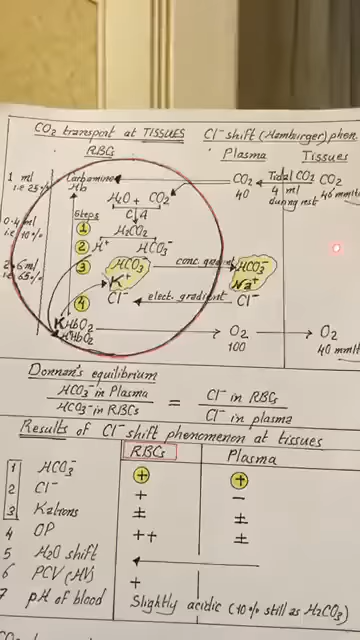 CO₂ transport at TISSUES Cl⁻ shift (Hamburger) phen.
RBCs Plasma Tissues
1 ml Carbamino CO₂ Tidal CO₂ CO₂
i.e 25% Hb 40 4 ml 46 mmH
H₂O + CO₂ during rest
0.4 ml Steps CA
i.e 10% 1 H₂CO₃
2 H⁺ HCO₃⁻
2.6 ml 3 HCO₃⁻ conc. gradient HCO₃⁻
i.e 65% K⁺ Na⁺
4 Cl⁻ elect. gradient Cl⁻
KHbO₂ O₂ O₂
HHbO₂ 100 40 mmH
Donnan's equilibrium
HCO₃⁻ in Plasma = Cl⁻ in RBCs
HCO₃⁻ in RBCs Cl⁻ in plasma
Results of Cl⁻ shift phenomenon at tissues
RBCs Plasma
1 HCO₃⁻ + +
2 Cl⁻ + −
3 Kations ± ±
4 OP ++ ±
5 H₂O shift
6 PCV (HV) +
7 pH of blood Slightly acidic (10% still as H₂CO₃)